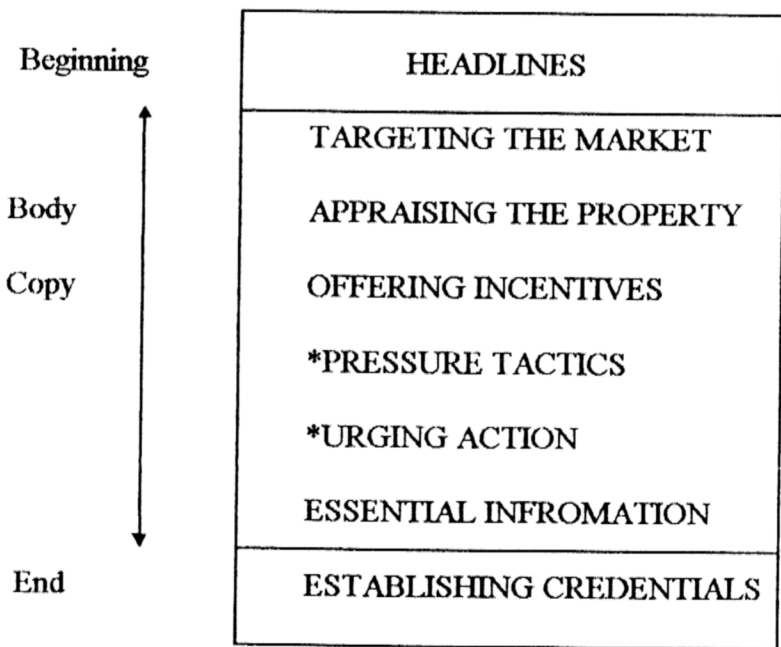 Beginning HEADLINES
TARGETING THE MARKET
Body APPRAISING THE PROPERTY
Copy OFFERING INCENTIVES
*PRESSURE TACTICS
*URGING ACTION
ESSENTIAL INFROMATION
End ESTABLISHING CREDENTIALS